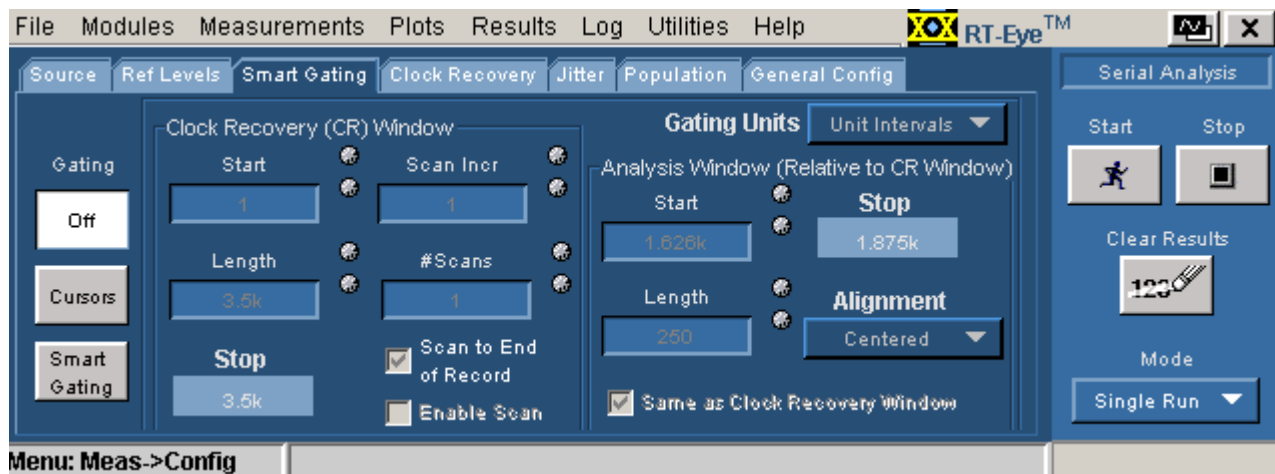 File Modules Measurements Plots Results Log Utilities Help RT-Eye™
Source Ref Levels Smart Gating Clock Recovery Jitter Population General Config
Serial Analysis
Gating
Off
Cursors
Smart
Gating
Clock Recovery (CR) Window
Start
1
Scan Incr
1
Length
3.5k
#Scans
1
Stop
3.5k
Scan to End
of Record
Enable Scan
Gating Units Unit Intervals
Analysis Window (Relative to CR Window)
Start
1.626k
Stop
1.875k
Length
250
Alignment
Centered
Same as Clock Recovery Window
Start Stop
Clear Results
123
Mode
Single Run
Menu: Meas->Config